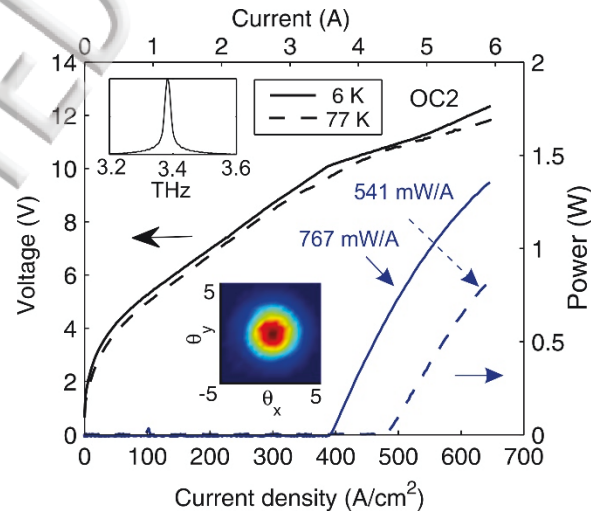 Current (A)
0 1 2 3 4 5 6
14 12 10 8 6 4 2 0
Voltage (V)
2 1.5 1 0.5 0
Power (W)
3.2 3.4 3.6
THz
6 K
77 K
OC2
541 mW/A
767 mW/A
5
θy
-5 θx 5
0 100 200 300 400 500 600 700
Current density (A/cm²)